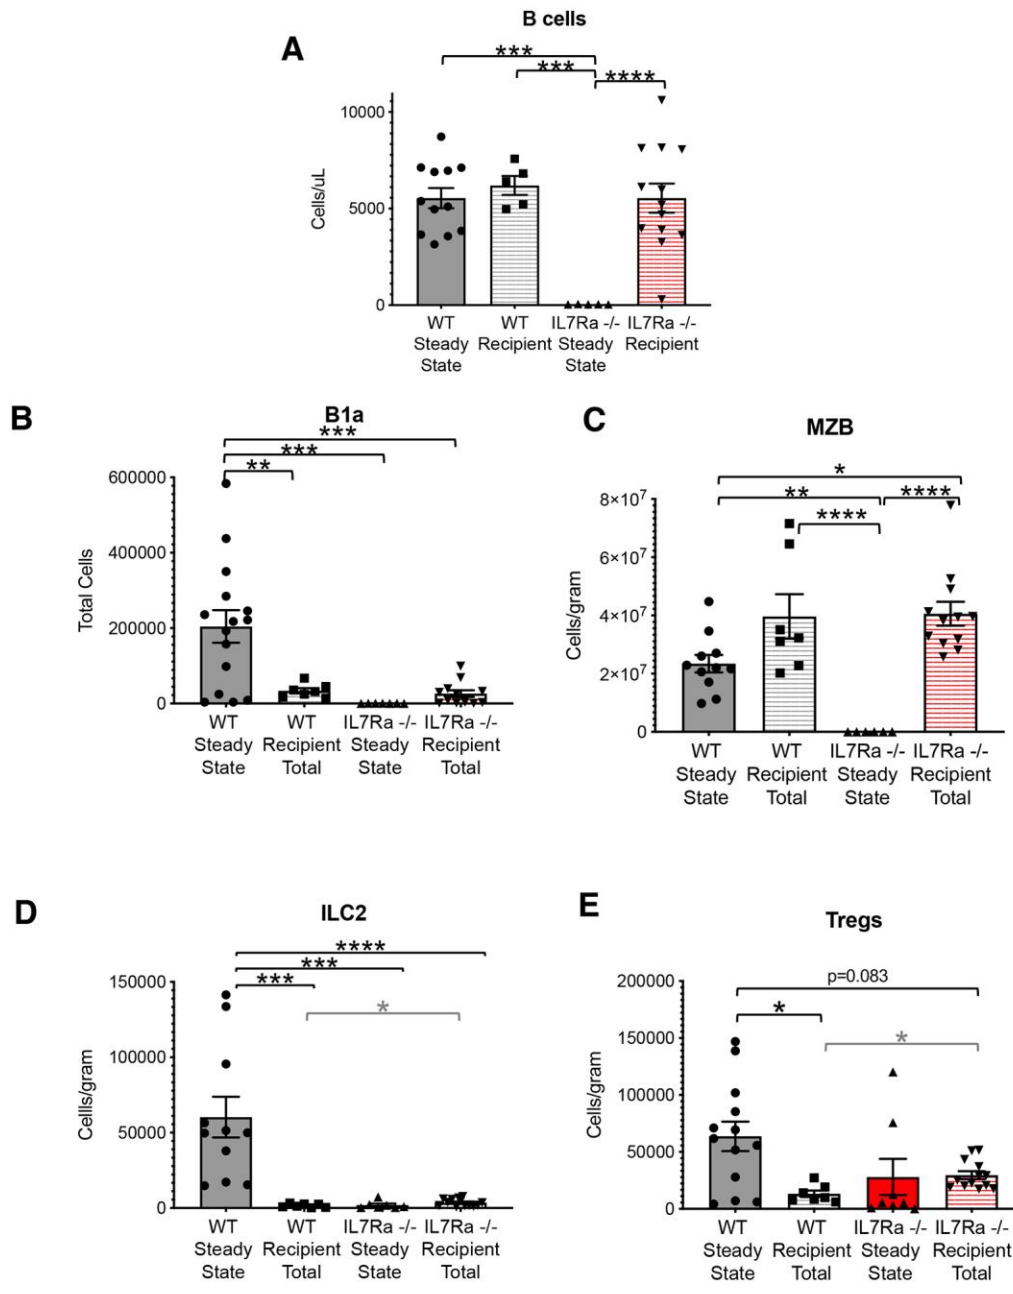 B cells
A
***
***
****
10000
5000
0
Cells/uL
WT WT IL7Ra -/- IL7Ra -/-
Steady Recipient Steady Recipient
State State
B
B1a
***
***
**
600000
400000
200000
0
Total Cells
WT WT IL7Ra -/- IL7Ra -/-
Steady Recipient Steady Recipient
State Total State Total
C
MZB
*
** ****
****
8×10⁷
6×10⁷
4×10⁷
2×10⁷
0
Cells/gram
WT WT IL7Ra -/- IL7Ra -/-
Steady Recipient Steady Recipient
State Total State Total
D
ILC2
****
***
***
*
150000
100000
50000
0
Cellls/gram
WT WT IL7Ra -/- IL7Ra -/-
Steady Recipient Steady Recipient
State Total State Total
E
Tregs
p=0.083
*
*
200000
150000
100000
50000
0
Cells/gram
WT WT IL7Ra -/- IL7Ra -/-
Steady Recipient Steady Recipient
State Total State Total